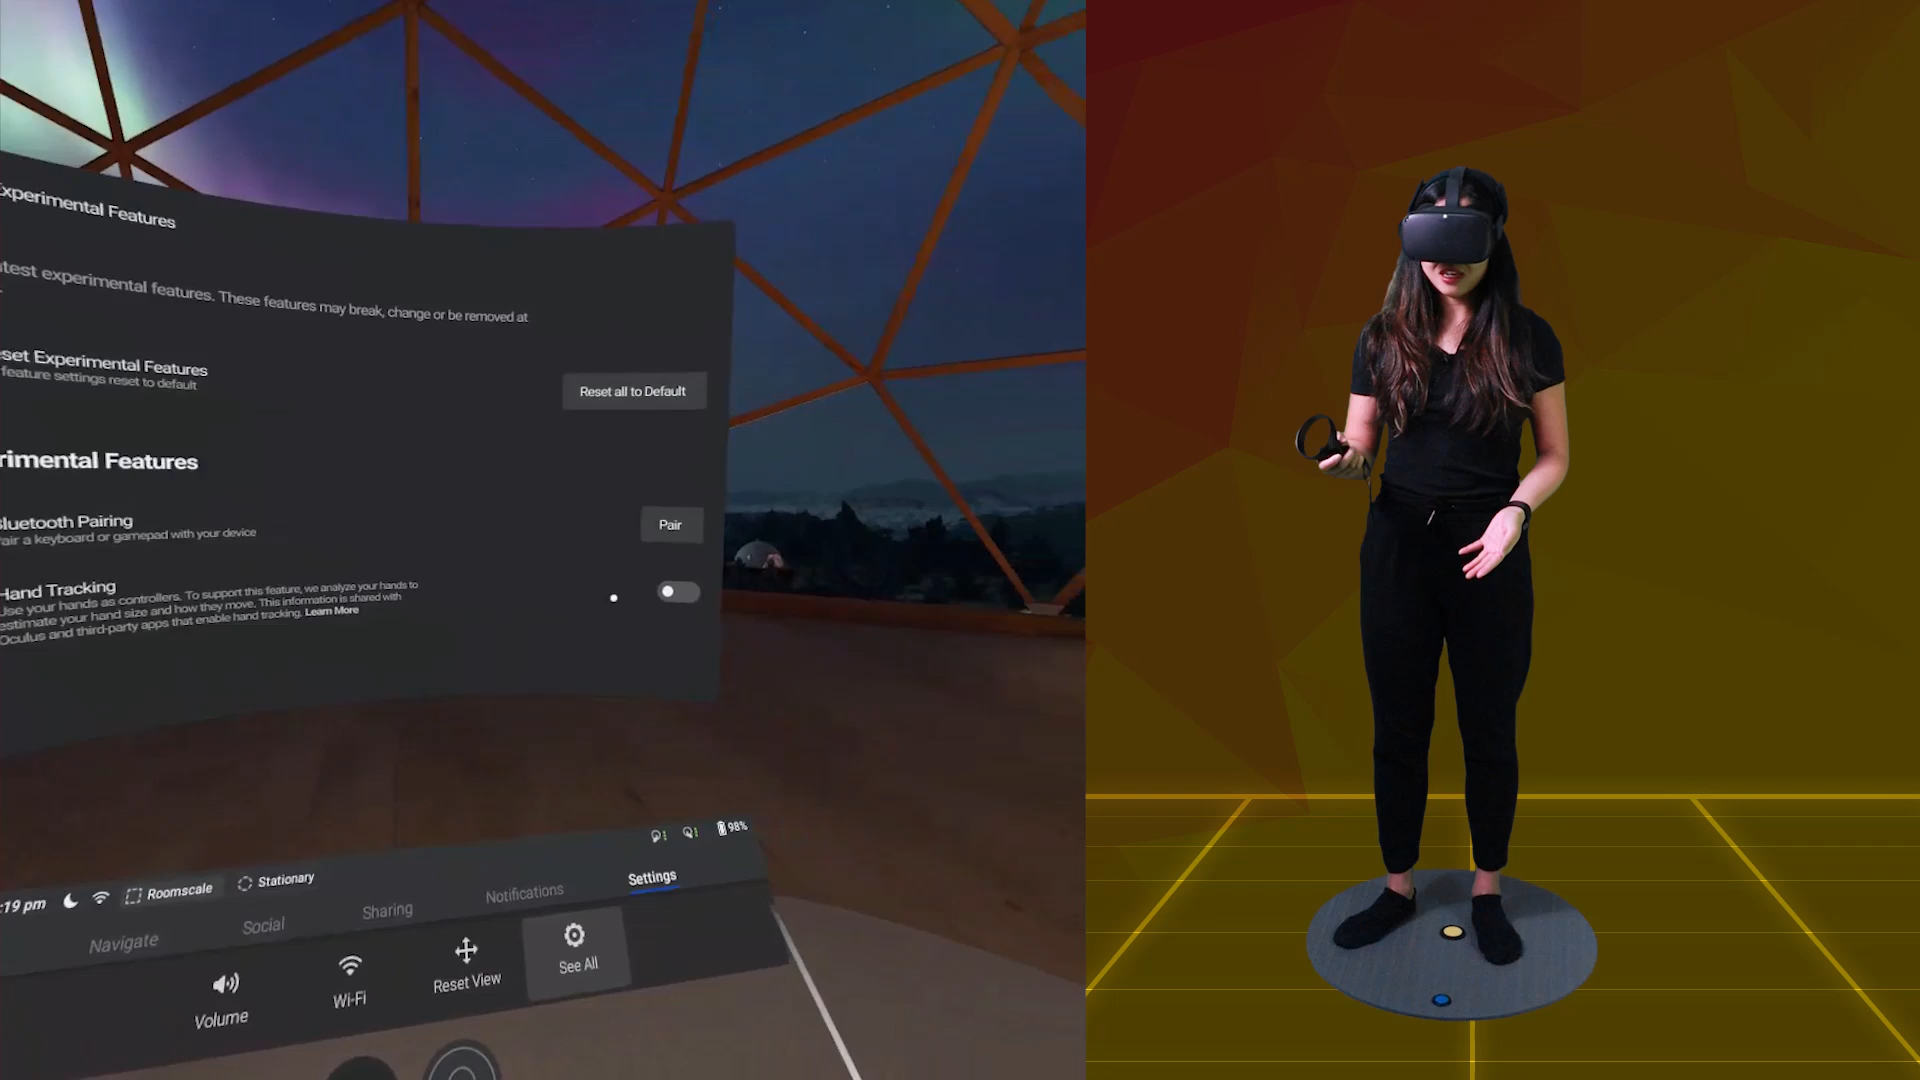 xperimental Features
test experimental features. These features may break, change or be removed at
set Experimental Features
feature settings reset to default
Reset all to Default
rimental Features
luetooth Pairing
air a keyboard or gamepad with your device
Pair
Hand Tracking
Use your hands as controllers. To support this feature, we analyze your hands to
estimate your hand size and how they move. This information is shared with
Oculus and third-party apps that enable hand tracking. Learn More
:19 pm
Roomscale
Stationary
98%
Navigate
Social
Sharing
Notifications
Settings
Volume
Wi-Fi
Reset View
See All